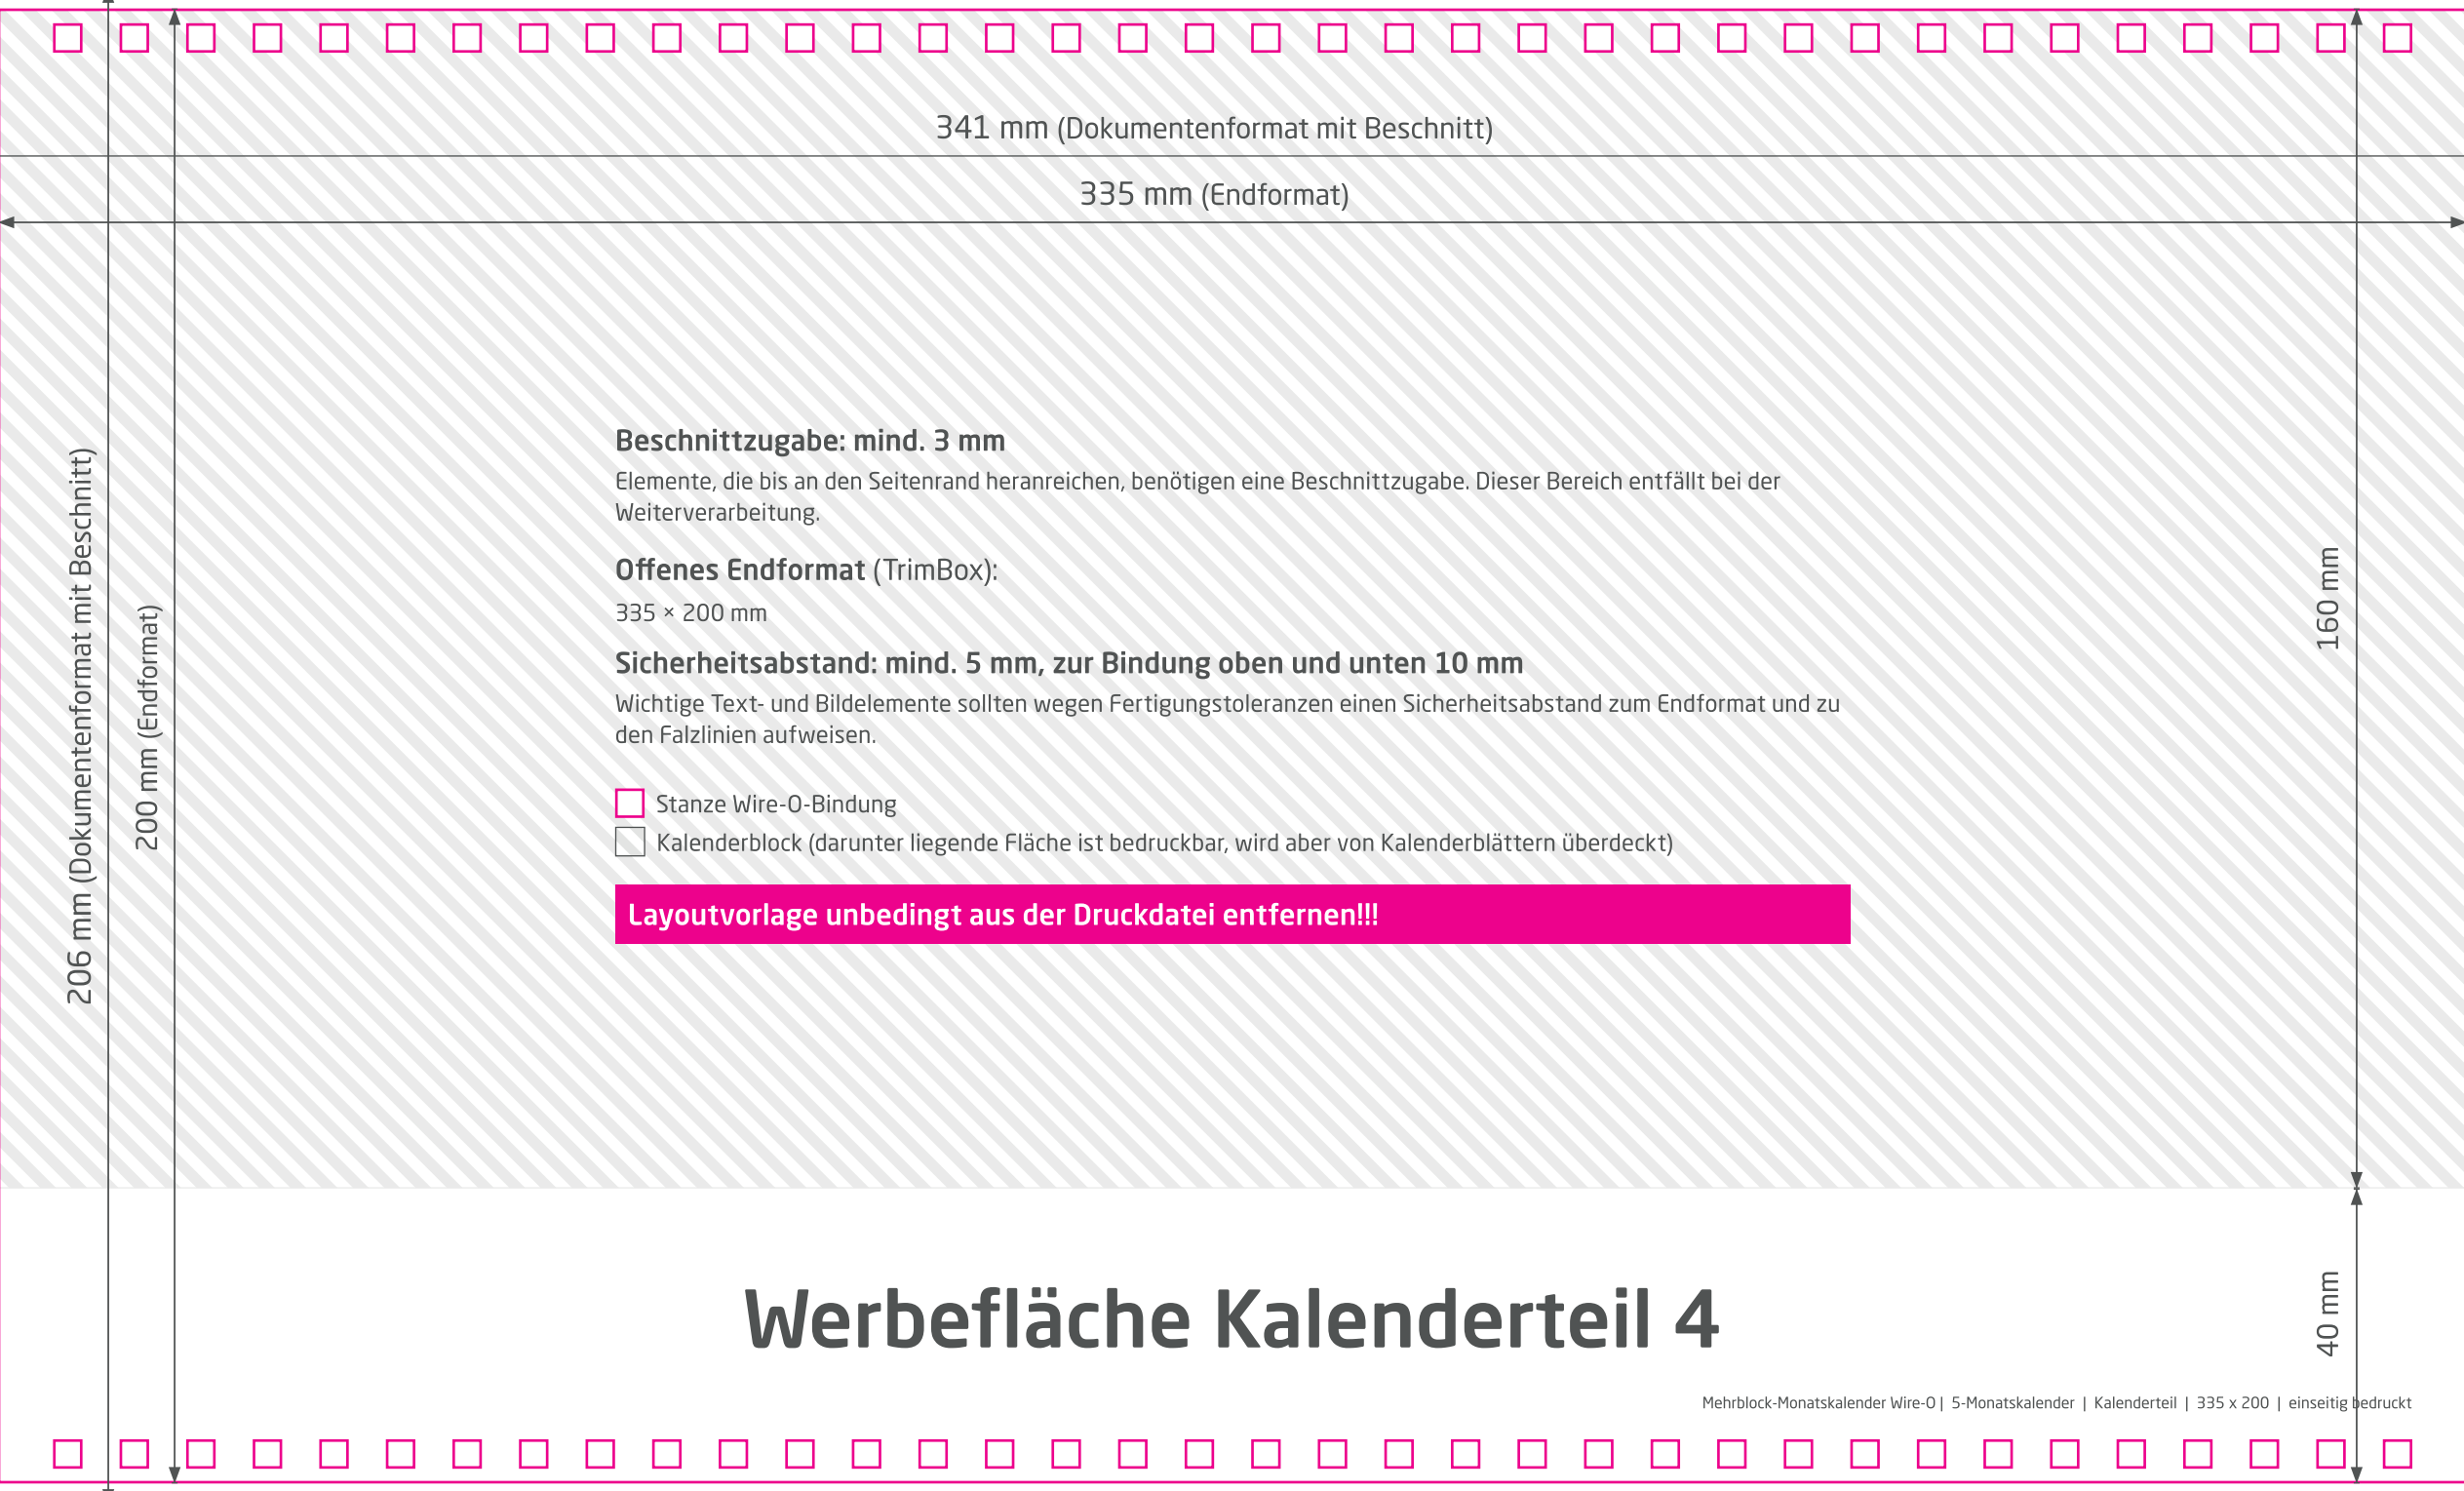 341 mm (Dokumentenformat mit Beschnitt)
335 mm (Endformat)
206 mm (Dokumentenformat mit Beschnitt)
200 mm (Endformat)
Beschnittzugabe: mind. 3 mm
Elemente, die bis an den Seitenrand heranreichen, benötigen eine Beschnittzugabe. Dieser Bereich entfällt bei der
Weiterverarbeitung.
Offenes Endformat (TrimBox):
335 × 200 mm
Sicherheitsabstand: mind. 5 mm, zur Bindung oben und unten 10 mm
Wichtige Text- und Bildelemente sollten wegen Fertigungstoleranzen einen Sicherheitsabstand zum Endformat und zu
den Falzlinien aufweisen.
Stanze Wire-O-Bindung
Kalenderblock (darunter liegende Fläche ist bedruckbar, wird aber von Kalenderblättern überdeckt)
Layoutvorlage unbedingt aus der Druckdatei entfernen!!!
160 mm
40 mm
Werbefläche Kalenderteil 4
Mehrblock-Monatskalender Wire-O | 5-Monatskalender | Kalenderteil | 335 x 200 | einseitig bedruckt